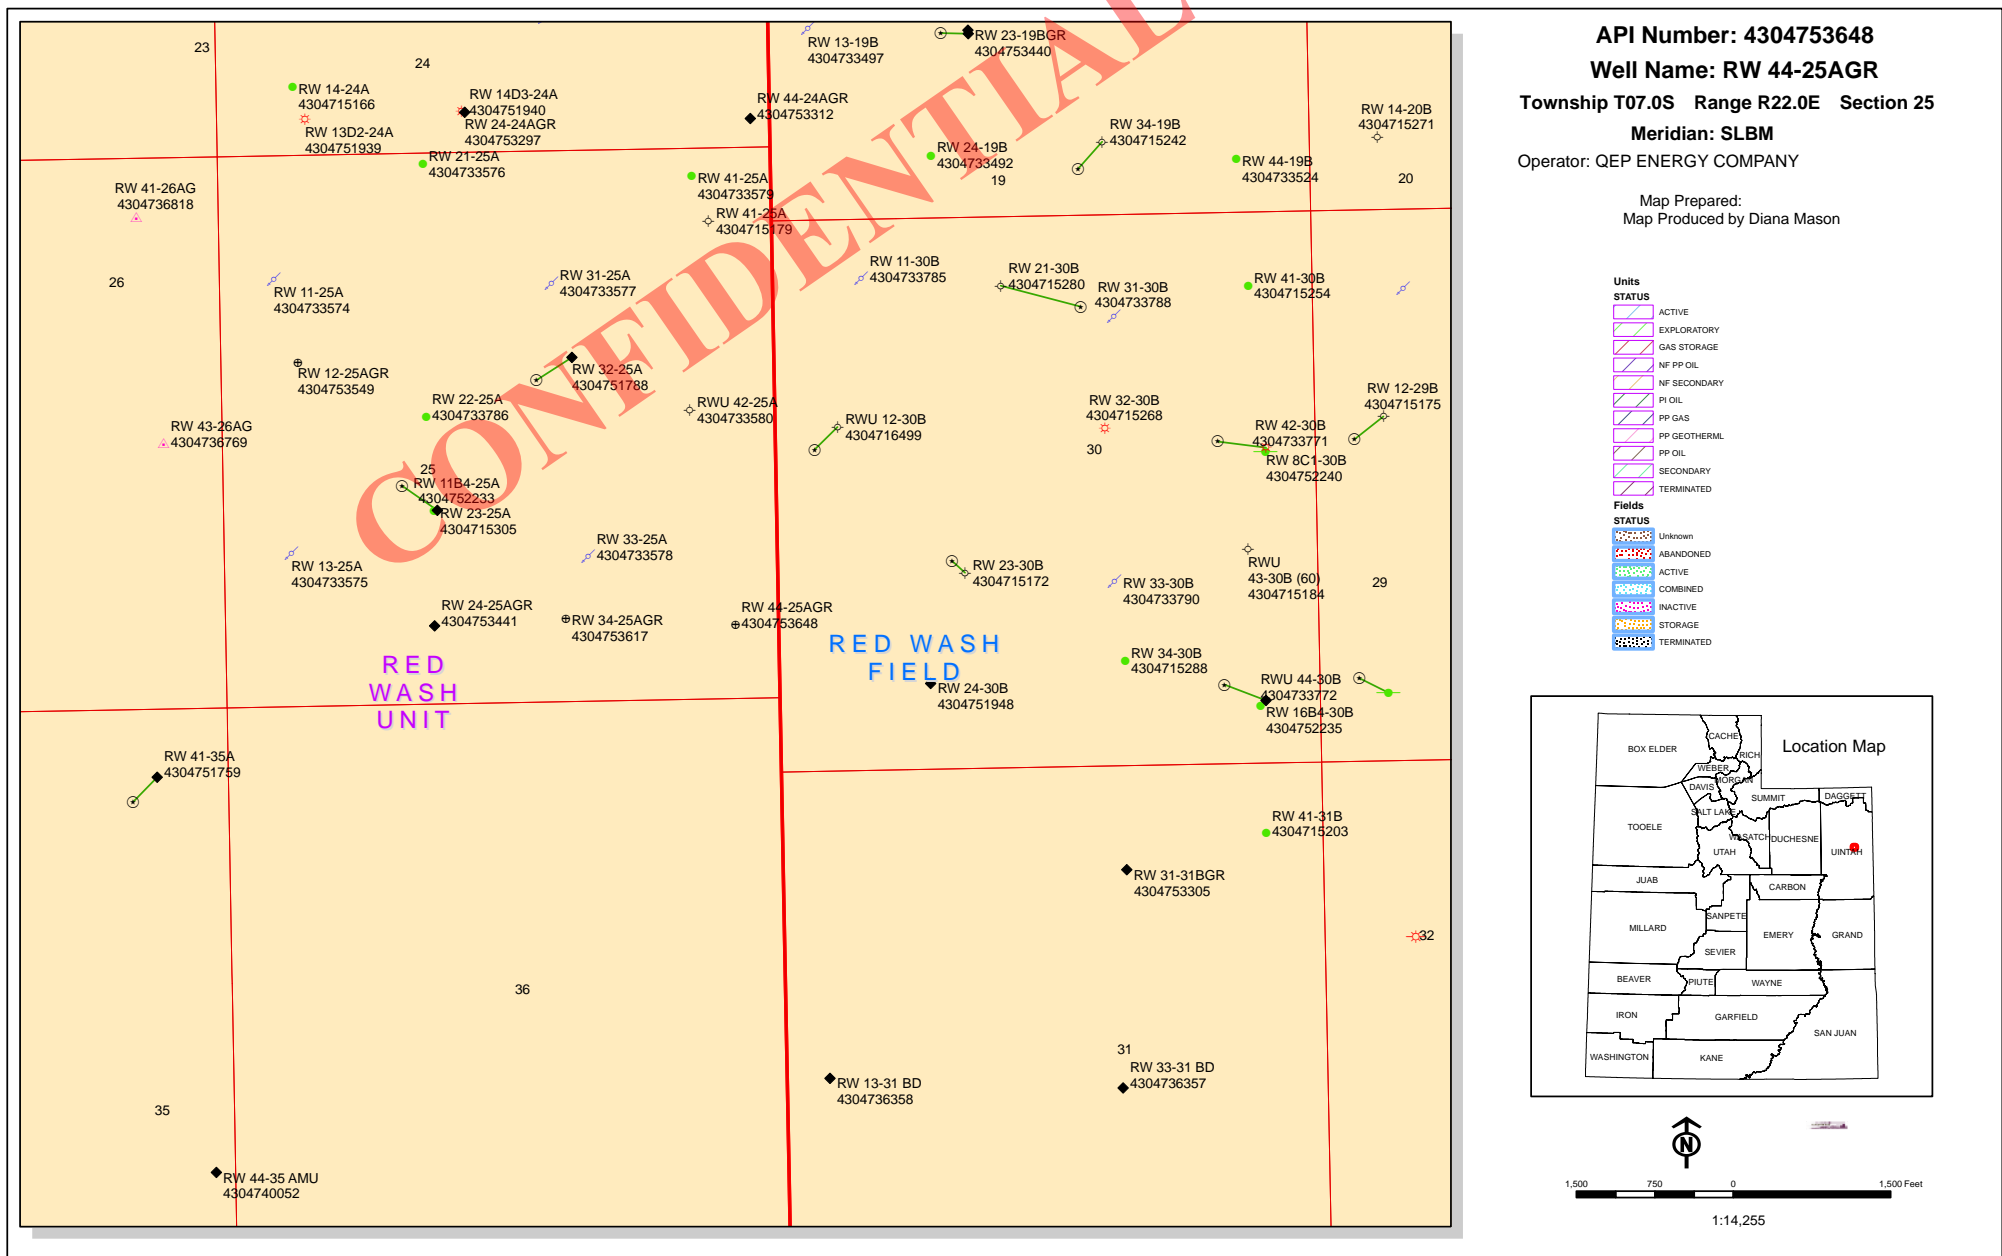 API Number: 4304753648
Well Name: RW 44-25AGR
Township T07.0S Range R22.0E Section 25
Meridian: SLBM
Operator: QEP ENERGY COMPANY
Map Prepared:
Map Produced by Diana Mason
Units
STATUS
ACTIVE
EXPLORATORY
GAS STORAGE
NF PP OIL
NF SECONDARY
PI OIL
PP GAS
PP GEOTHERML
PP OIL
SECONDARY
TERMINATED
Fields
STATUS
Unknown
ABANDONED
ACTIVE
COMBINED
INACTIVE
STORAGE
TERMINATED
Location Map
BOX ELDER
CACHE
RICH
WEBER
MORGAN
DAVIS
SUMMIT
DAGGETT
SALT LAKE
TOOELE
WASATCH
DUCHESNE
UTAH
UINTAH
JUAB
CARBON
SANPETE
MILLARD
EMERY
GRAND
SEVIER
BEAVER
PIUTE
WAYNE
IRON
GARFIELD
SAN JUAN
WASHINGTON
KANE
N
1,500
750
0
1,500 Feet
1:14,255
CONFIDENTIAL
23
24
RW 13-19B
4304733497
RW 23-19BGR
4304753440
RW 14-24A
4304715166
RW 13D2-24A
4304751939
RW 14D3-24A
4304751940
RW 24-24AGR
4304753297
RW 44-24AGR
4304753312
RW 34-19B
4304715242
RW 14-20B
4304715271
RW 21-25A
4304733576
RW 24-19B
4304733492
19
RW 44-19B
4304733524
20
RW 41-26AG
4304736818
RW 41-25A
4304733579
RW 41-25A
4304715179
26
RW 11-25A
4304733574
RW 31-25A
4304733577
RW 11-30B
4304733785
RW 21-30B
4304715280
RW 31-30B
4304733788
RW 41-30B
4304715254
RW 12-25AGR
4304753549
RW 32-25A
4304751788
RW 22-25A
4304733786
RWU 42-25A
4304733580
RWU 12-30B
4304716499
RW 32-30B
4304715268
30
RW 12-29B
4304715175
RW 42-30B
4304733771
RW 8C1-30B
4304752240
RW 43-26AG
4304736769
25
RW 11B4-25A
4304752233
RW 23-25A
4304715305
RW 13-25A
4304733575
RW 33-25A
4304733578
RW 23-30B
4304715172
RW 33-30B
4304733790
RWU
43-30B (60)
4304715184
29
RW 24-25AGR
4304753441
RW 34-25AGR
4304753617
RW 44-25AGR
4304753648
RED WASH
FIELD
RED
WASH
UNIT
RW 24-30B
4304751948
RW 34-30B
4304715288
RWU 44-30B
4304733772
RW 16B4-30B
4304752235
RW 41-35A
4304751759
RW 41-31B
4304715203
RW 31-31BGR
4304753305
32
36
31
RW 33-31 BD
4304736357
RW 13-31 BD
4304736358
35
RW 44-35 AMU
4304740052